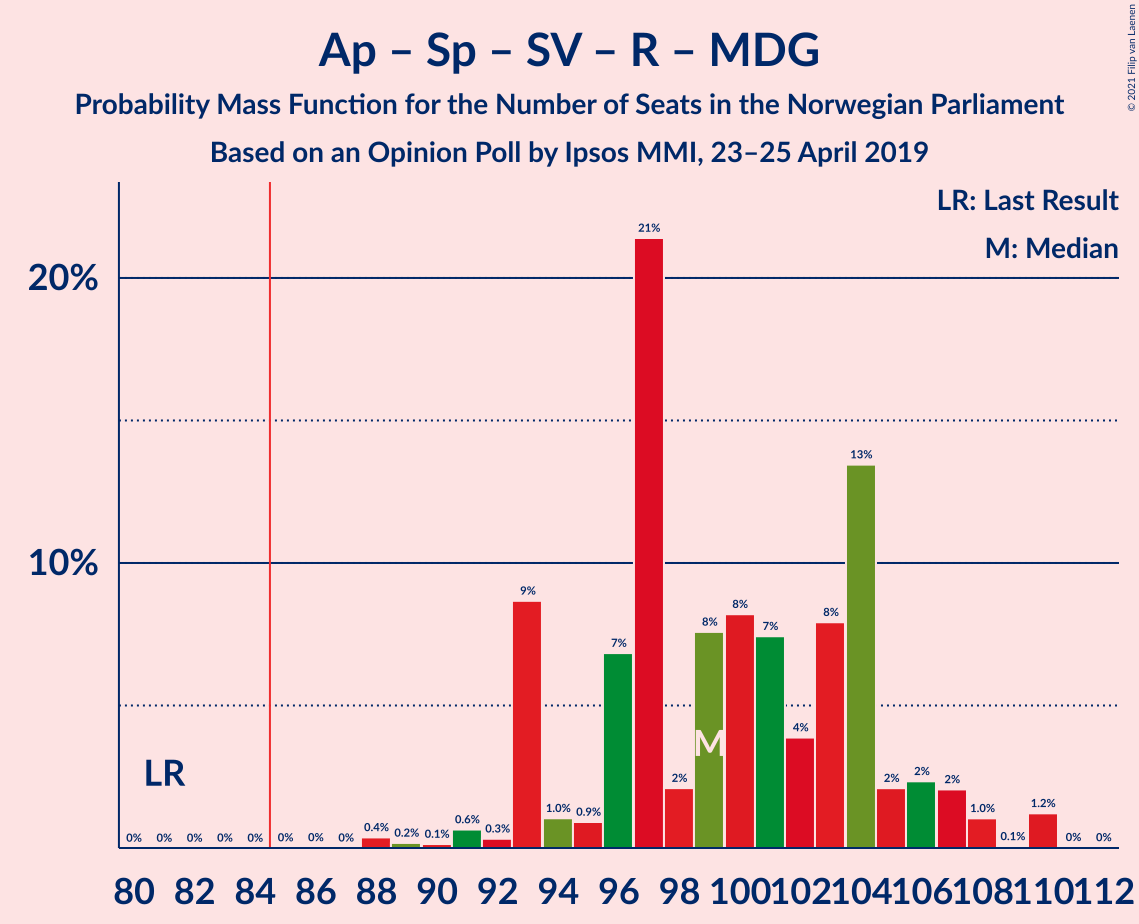 Ap – Sp – SV – R – MDG
Probability Mass Function for the Number of Seats in the Norwegian Parliament
Based on an Opinion Poll by Ipsos MMI, 23–25 April 2019
© 2021 Filip van Laenen
LR: Last Result
M: Median
20%
10%
LR
M
0% 0% 0% 0% 0% 0% 0% 0% 0.4% 0.2% 0.1% 0.6% 0.3% 9% 1.0% 0.9% 7% 21% 2% 8% 8% 7% 4% 8% 13% 2% 2% 2% 1.0% 0.1% 1.2% 0% 0%
80 82 84 86 88 90 92 94 96 98 100 102 104 106 108 110 112